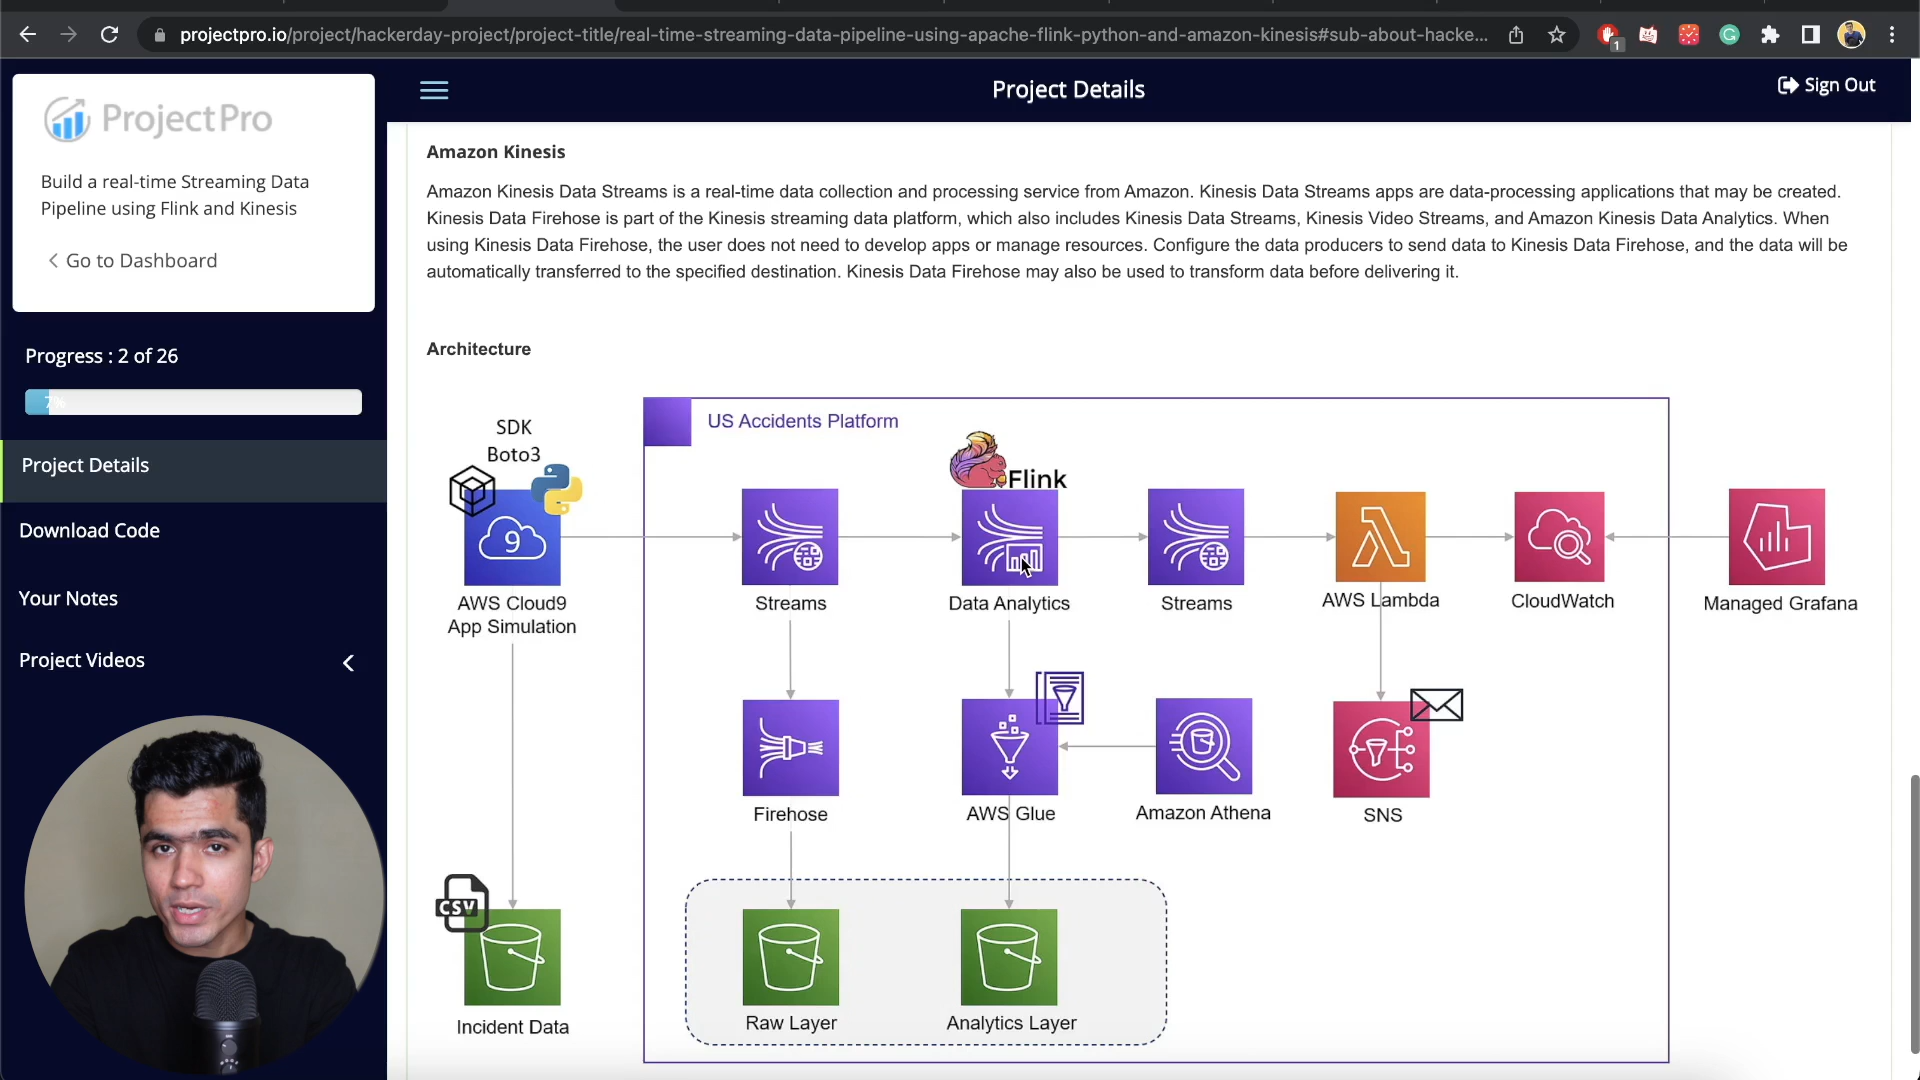 projectpro.io/project/hackerday-project/project-title/real-time-streaming-data-pipeline-using-apache-flink-python-and-amazon-kinesis#sub-about-hacke...
1
ProjectPro
Build a real-time Streaming Data
Pipeline using Flink and Kinesis
Go to Dashboard
Progress : 2 of 26
7%
Project Details
Download Code
Your Notes
Project Videos
Project Details
Sign Out
Amazon Kinesis
Amazon Kinesis Data Streams is a real-time data collection and processing service from Amazon. Kinesis Data Streams apps are data-processing applications that may be created.
Kinesis Data Firehose is part of the Kinesis streaming data platform, which also includes Kinesis Data Streams, Kinesis Video Streams, and Amazon Kinesis Data Analytics. When
using Kinesis Data Firehose, the user does not need to develop apps or manage resources. Configure the data producers to send data to Kinesis Data Firehose, and the data will be
automatically transferred to the specified destination. Kinesis Data Firehose may also be used to transform data before delivering it.
Architecture
SDK
Boto3
US Accidents Platform
Flink
9
AWS Cloud9
App Simulation
Streams
Data Analytics
Streams
AWS Lambda
CloudWatch
Managed Grafana
Firehose
AWS Glue
Amazon Athena
SNS
CSV
Incident Data
Raw Layer
Analytics Layer